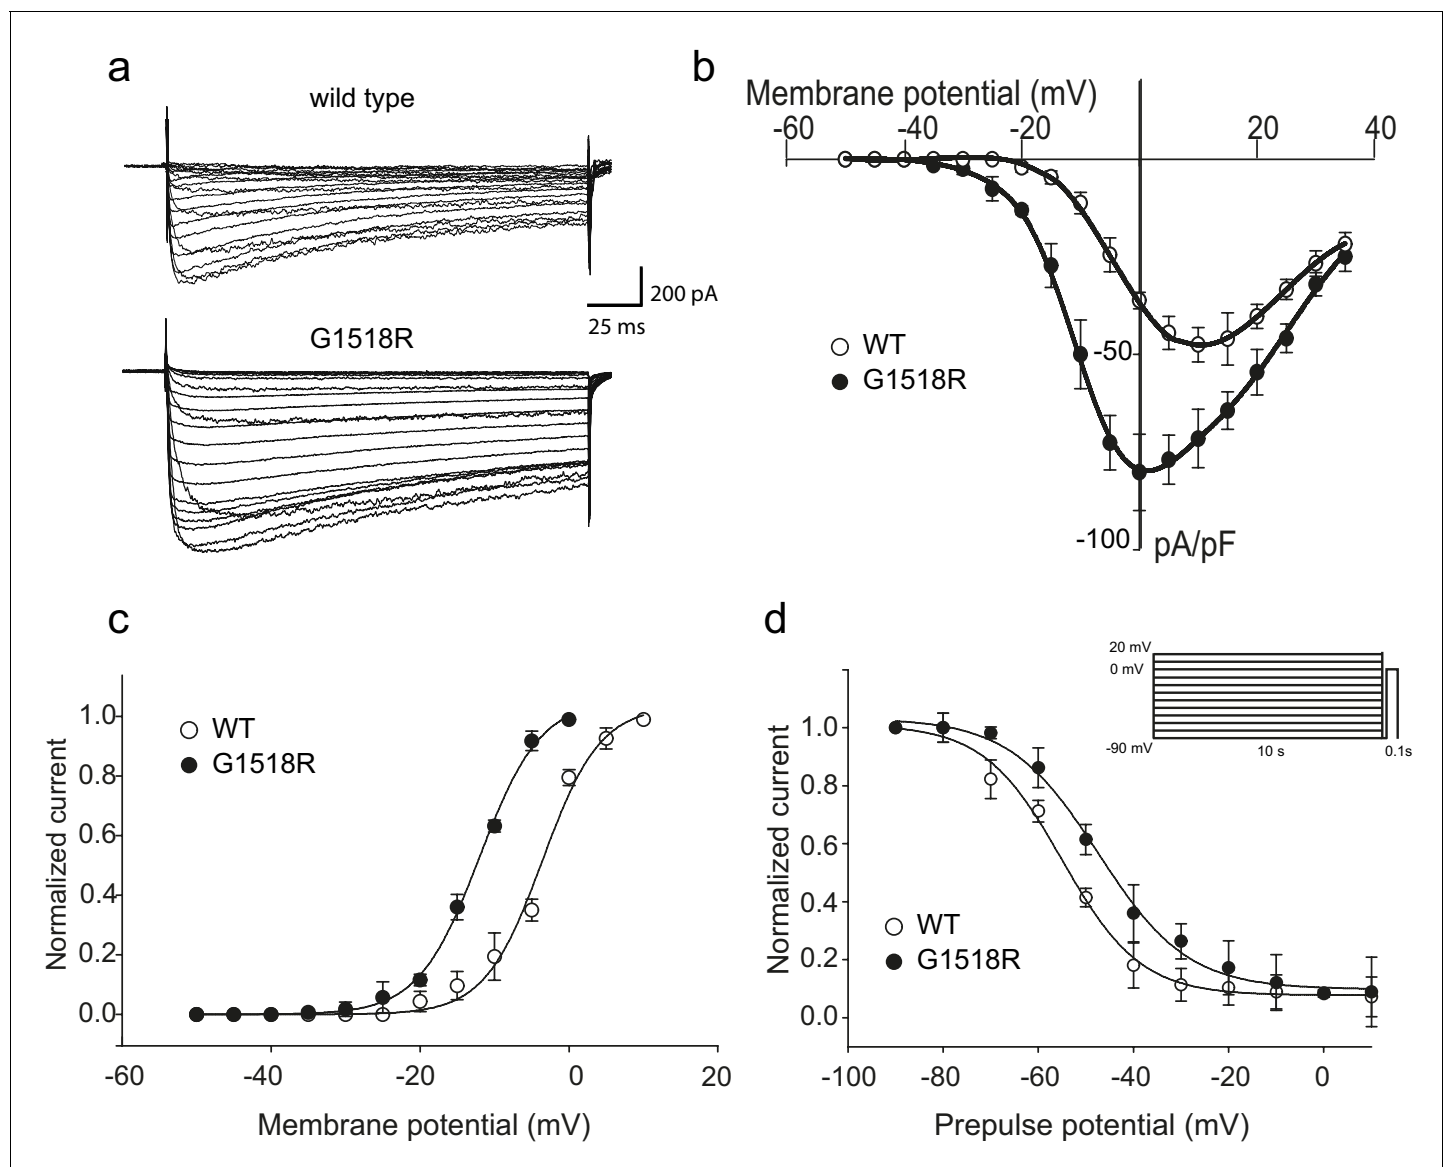 a
wild type
200 pA
25 ms
G1518R
b
Membrane potential (mV)
-60 -40 -20 20 40
WT
G1518R
-50
-100
pA/pF
c
WT
G1518R
Normalized current
1.0
0.8
0.6
0.4
0.2
0.0
-60 -40 -20 0 20
Membrane potential (mV)
d
20 mV
0 mV
-90 mV
10 s
0.1s
Normalized current
1.0
0.8
0.6
0.4
0.2
0.0
WT
G1518R
-100 -80 -60 -40 -20 0
Prepulse potential (mV)